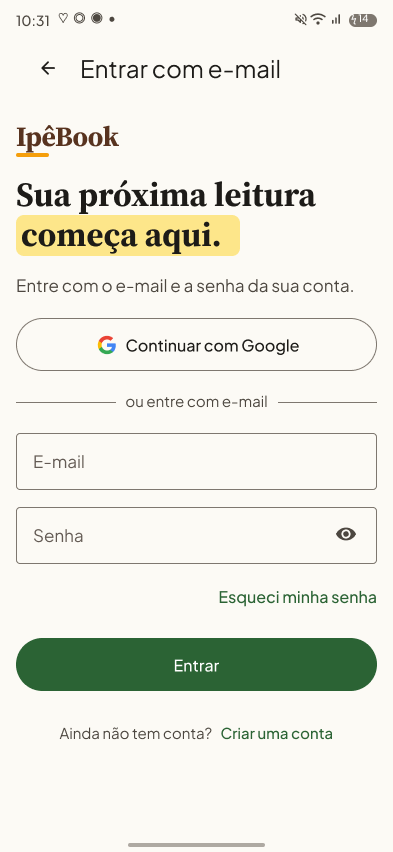 10:31
14
Entrar com e-mail
IpêBook
Sua próxima leitura
começa aqui.
Entre com o e-mail e a senha da sua conta.
Continuar com Google
ou entre com e-mail
E-mail
Senha
Esqueci minha senha
Entrar
Ainda não tem conta? Criar uma conta